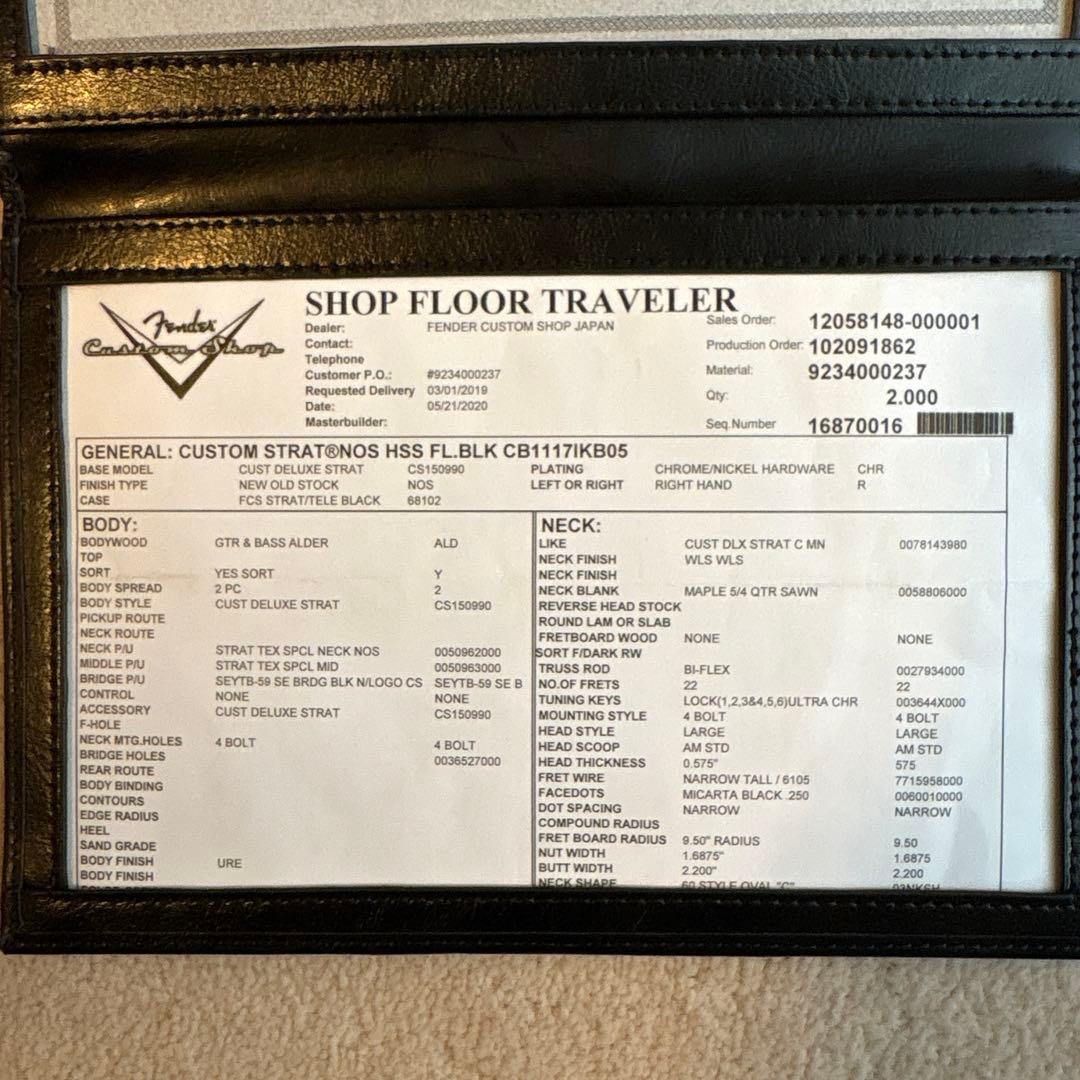 Fender
Custom Shop
SHOP FLOOR TRAVELER
Dealer: FENDER CUSTOM SHOP JAPAN
Contact:
Telephone
Customer P.O.: #9234000237
Requested Delivery 03/01/2019
Date: 05/21/2020
Masterbuilder:
Sales Order: 12058148-000001
Production Order: 102091862
Material: 9234000237
Qty: 2.000
Seq.Number 16870016
GENERAL: CUSTOM STRAT®NOS HSS FL.BLK CB1117IKB05
BASE MODEL CUST DELUXE STRAT CS150990 PLATING CHROME/NICKEL HARDWARE CHR
FINISH TYPE NEW OLD STOCK NOS LEFT OR RIGHT RIGHT HAND R
CASE FCS STRAT/TELE BLACK 68102
BODY:
BODYWOOD GTR & BASS ALDER ALD
TOP
SORT YES SORT Y
BODY SPREAD 2 PC 2
BODY STYLE CUST DELUXE STRAT CS150990
PICKUP ROUTE
NECK ROUTE
NECK P/U STRAT TEX SPCL NECK NOS 0050962000
MIDDLE P/U STRAT TEX SPCL MID 0050963000
BRIDGE P/U SEYTB-59 SE BRDG BLK N/LOGO CS SEYTB-59 SE B
CONTROL NONE NONE
ACCESSORY CUST DELUXE STRAT CS150990
F-HOLE
NECK MTG.HOLES 4 BOLT 4 BOLT
BRIDGE HOLES 0036527000
REAR ROUTE
BODY BINDING
CONTOURS
EDGE RADIUS
HEEL
SAND GRADE
BODY FINISH URE
BODY FINISH
NECK:
LIKE CUST DLX STRAT C MN 0078143980
NECK FINISH WLS WLS
NECK FINISH
NECK BLANK MAPLE 5/4 QTR SAWN 0058806000
REVERSE HEAD STOCK
ROUND LAM OR SLAB
FRETBOARD WOOD NONE NONE
SORT F/DARK RW
TRUSS ROD BI-FLEX 0027934000
NO.OF FRETS 22 22
TUNING KEYS LOCK(1,2,3&4,5,6)ULTRA CHR 003644X000
MOUNTING STYLE 4 BOLT 4 BOLT
HEAD STYLE LARGE LARGE
HEAD SCOOP AM STD AM STD
HEAD THICKNESS 0.575" 575
FRET WIRE NARROW TALL / 6105 7715958000
FACEDOTS MICARTA BLACK .250 0060010000
DOT SPACING NARROW NARROW
COMPOUND RADIUS
FRET BOARD RADIUS 9.50" RADIUS 9.50
NUT WIDTH 1.6875" 1.6875
BUTT WIDTH 2.200" 2.200
NECK SHAPE 60 STYLE OVAL "C"